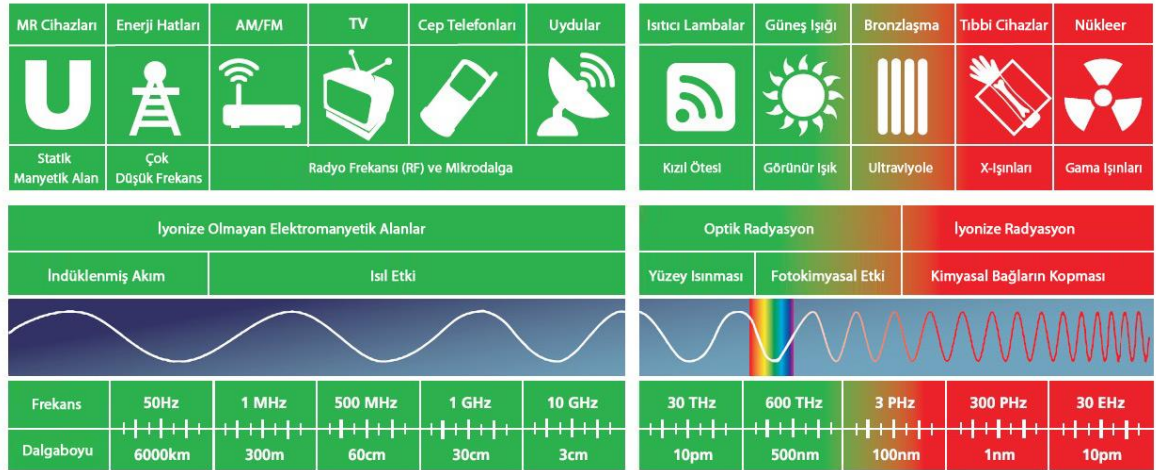 MR Cihazları Enerji Hatları AM/FM TV Cep Telefonları Uydular Isıtıcı Lambalar Güneş Işığı Bronzlaşma Tıbbi Cihazlar Nükleer
Statik
Manyetik Alan
Çok
Düşük Frekans
Radyo Frekansı (RF) ve Mikrodalga
Kızıl Ötesi Görünür Işık Ultraviyole X-Işınları Gama Işınları
İyonize Olmayan Elektromanyetik Alanlar Optik Radyasyon İyonize Radyasyon
İndüklenmiş Akım Isıl Etki Yüzey Isınması Fotokimyasal Etki Kimyasal Bağların Kopması
Frekans 50Hz 1 MHz 500 MHz 1 GHz 10 GHz 30 THz 600 THz 3 PHz 300 PHz 30 EHz
Dalgaboyu 6000km 300m 60cm 30cm 3cm 10pm 500nm 100nm 1nm 10pm